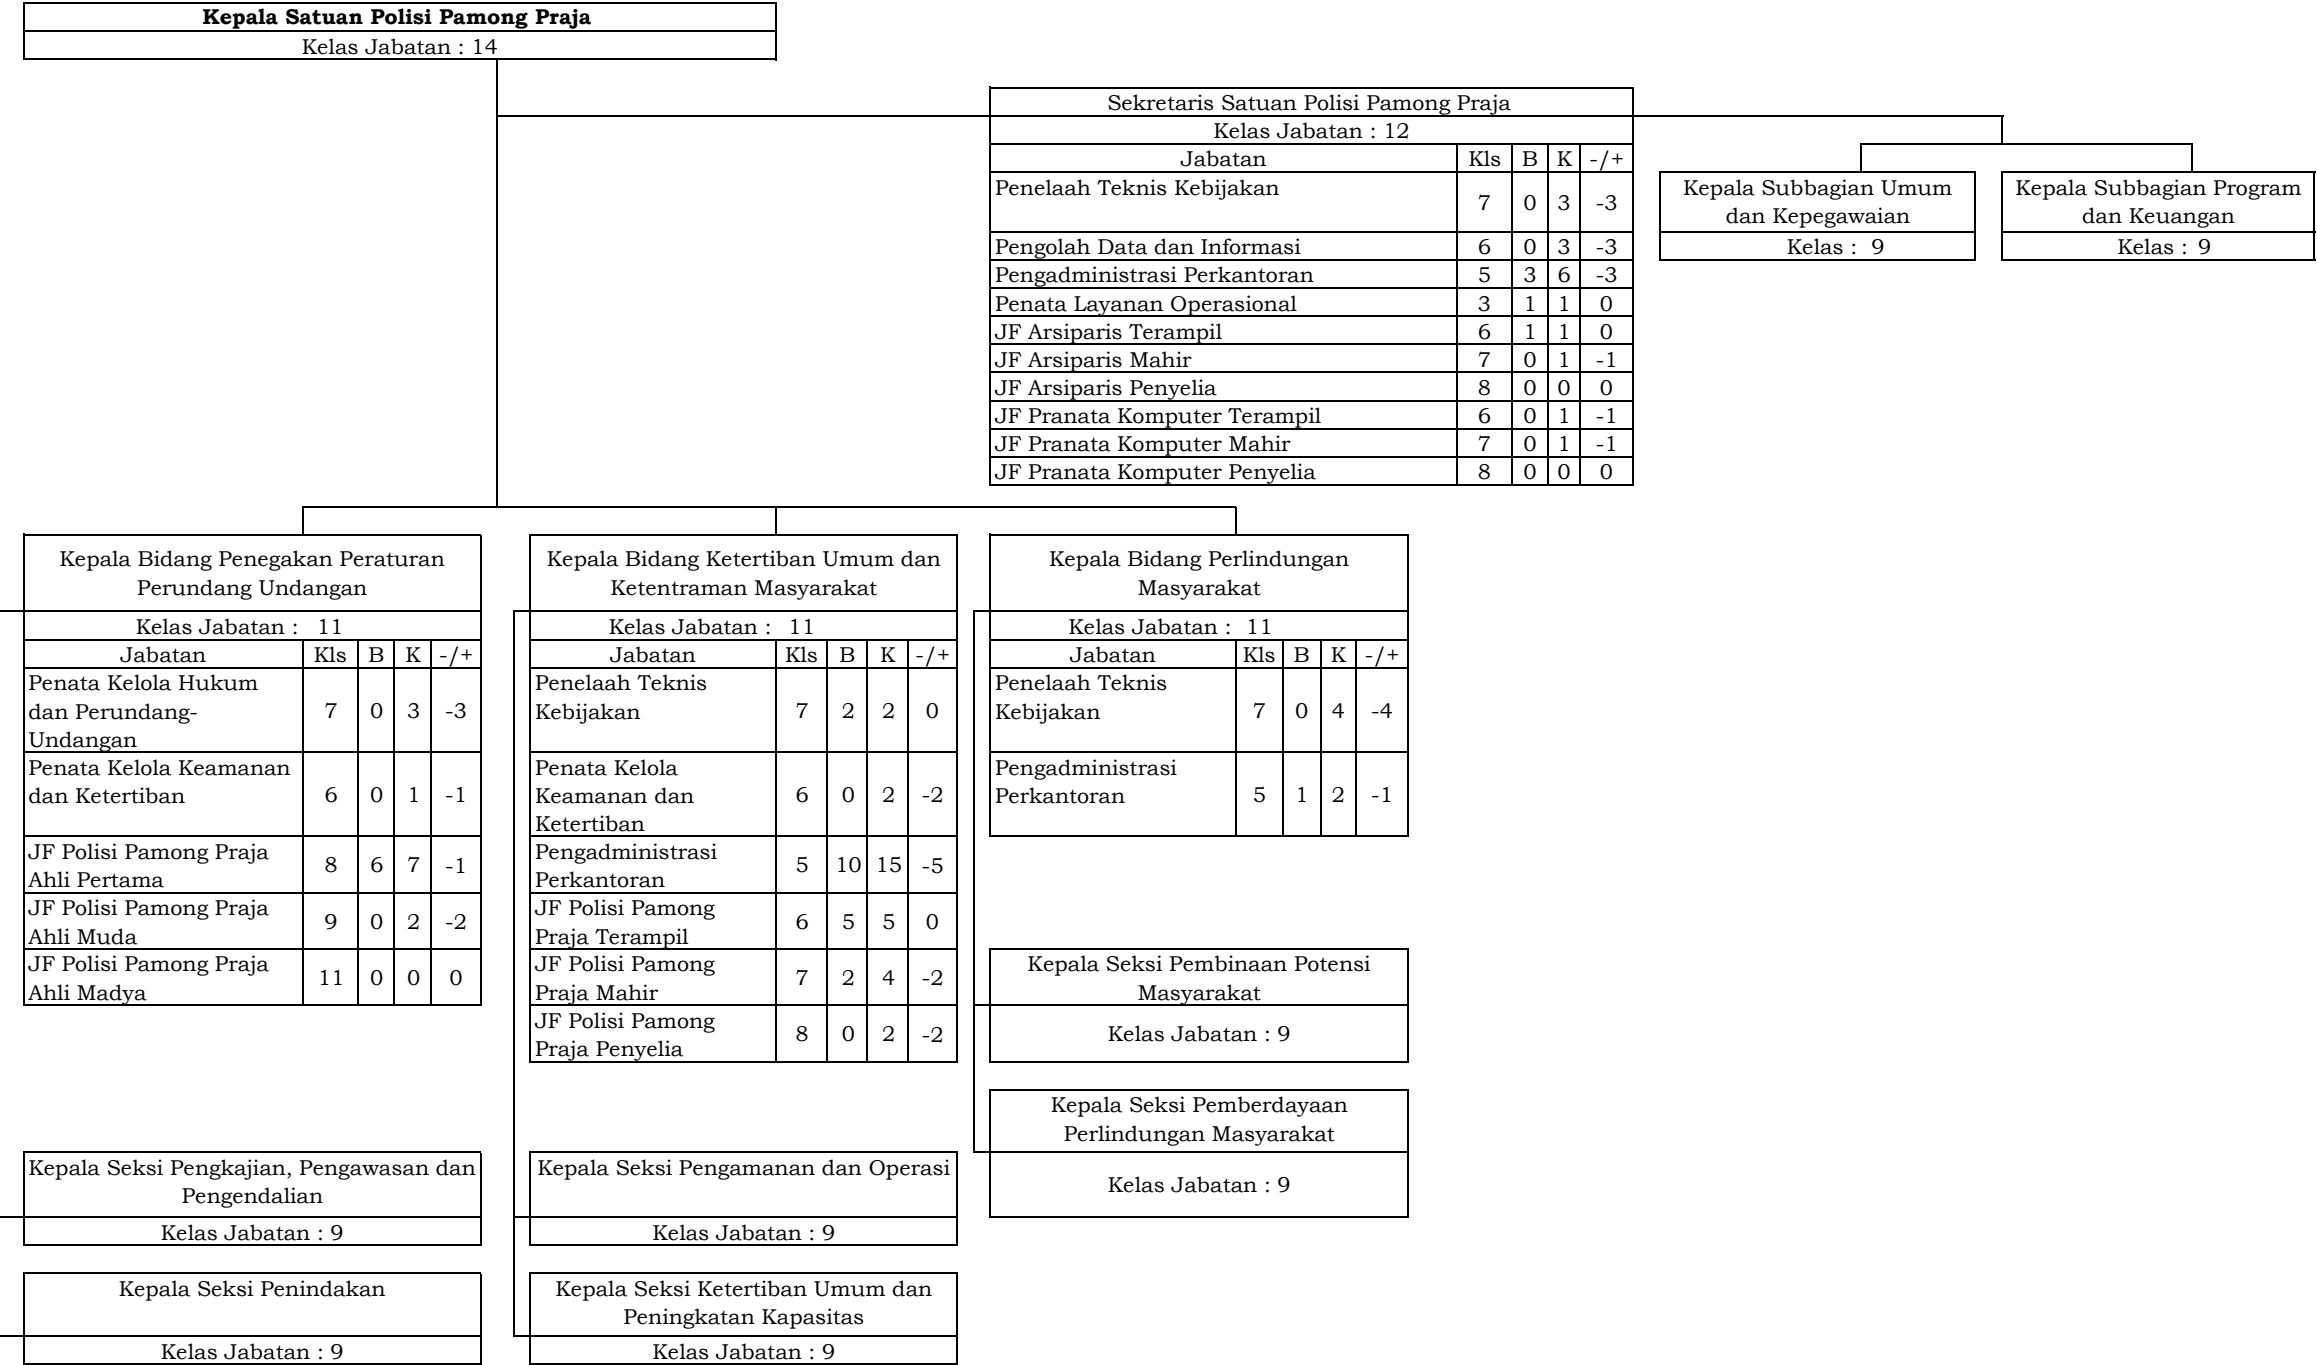 Kepala Satuan Polisi Pamong Praja
Kelas Jabatan : 14
Sekretaris Satuan Polisi Pamong Praja
Kelas Jabatan : 12
Jabatan Kls B K -/+
Penelaah Teknis Kebijakan 7 0 3 -3
Pengolah Data dan Informasi 6 0 3 -3
Pengadministrasi Perkantoran 5 3 6 -3
Penata Layanan Operasional 3 1 1 0
JF Arsiparis Terampil 6 1 1 0
JF Arsiparis Mahir 7 0 1 -1
JF Arsiparis Penyelia 8 0 0 0
JF Pranata Komputer Terampil 6 0 1 -1
JF Pranata Komputer Mahir 7 0 1 -1
JF Pranata Komputer Penyelia 8 0 0 0
Kepala Subbagian Umum
dan Kepegawaian
Kelas : 9
Kepala Subbagian Program
dan Keuangan
Kelas : 9
Kepala Bidang Penegakan Peraturan
Perundang Undangan
Kelas Jabatan : 11
Jabatan Kls B K -/+
Penata Kelola Hukum
dan Perundang- 7 0 3 -3
Undangan
Penata Kelola Keamanan
dan Ketertiban 6 0 1 -1
JF Polisi Pamong Praja
Ahli Pertama 8 6 7 -1
JF Polisi Pamong Praja
Ahli Muda 9 0 2 -2
JF Polisi Pamong Praja
Ahli Madya 11 0 0 0
Kepala Seksi Pengkajian, Pengawasan dan
Pengendalian
Kelas Jabatan : 9
Kepala Seksi Penindakan
Kelas Jabatan : 9
Kepala Bidang Ketertiban Umum dan
Ketentraman Masyarakat
Kelas Jabatan : 11
Jabatan Kls B K -/+
Penelaah Teknis
Kebijakan 7 2 2 0
Penata Kelola
Keamanan dan 6 0 2 -2
Ketertiban
Pengadministrasi
Perkantoran 5 10 15 -5
JF Polisi Pamong
Praja Terampil 6 5 5 0
JF Polisi Pamong
Praja Mahir 7 2 4 -2
JF Polisi Pamong
Praja Penyelia 8 0 2 -2
Kepala Seksi Pengamanan dan Operasi
Kelas Jabatan : 9
Kepala Seksi Ketertiban Umum dan
Peningkatan Kapasitas
Kelas Jabatan : 9
Kepala Bidang Perlindungan
Masyarakat
Kelas Jabatan : 11
Jabatan Kls B K -/+
Penelaah Teknis
Kebijakan 7 0 4 -4
Pengadministrasi
Perkantoran 5 1 2 -1
Kepala Seksi Pembinaan Potensi
Masyarakat
Kelas Jabatan : 9
Kepala Seksi Pemberdayaan
Perlindungan Masyarakat
Kelas Jabatan : 9